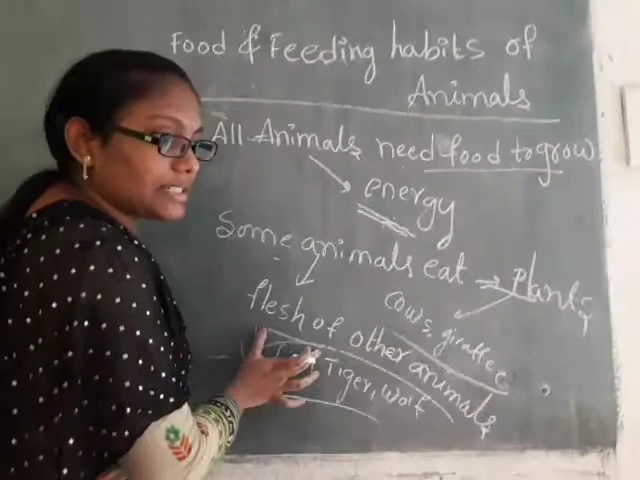 Food & Feeding habits of
Animals
All Animals need food to grow
energy
Some animals eat → Plants
Cows, giraffee
flesh of other animals
Tiger, Wolf